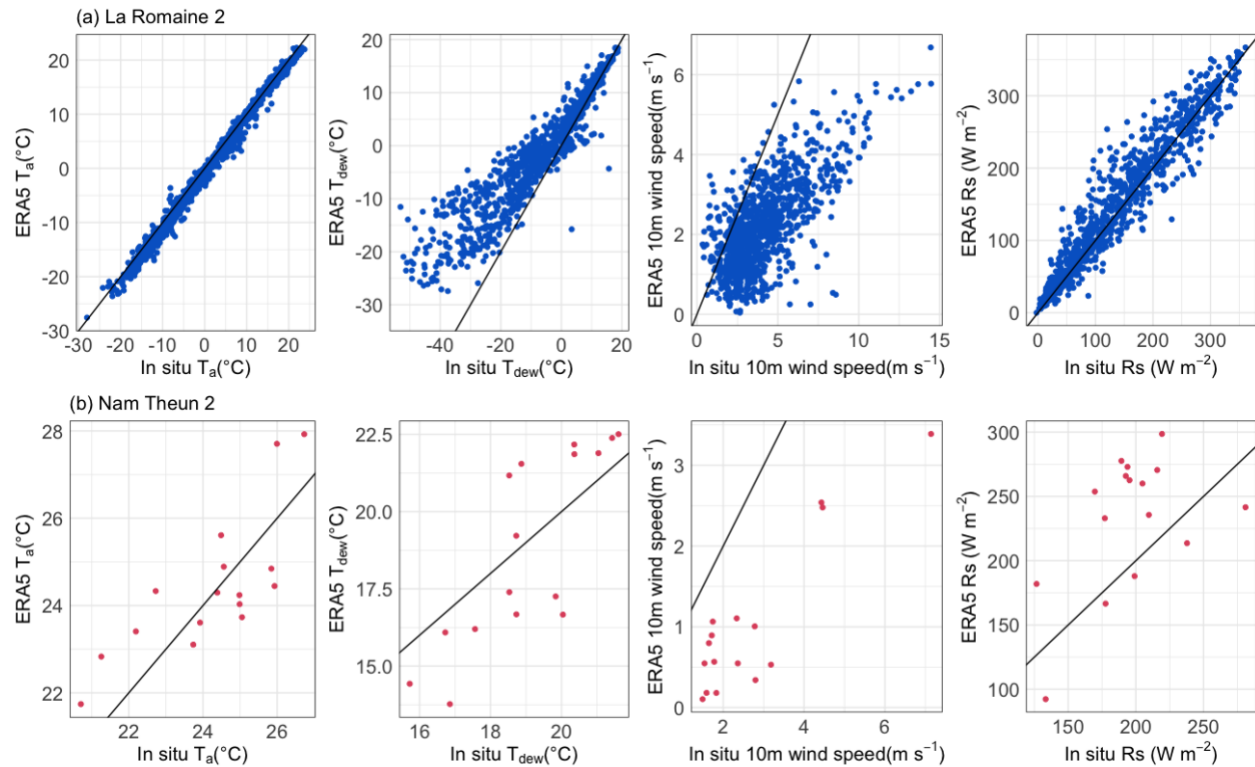 (a) La Romaine 2
ERA5 Tₐ(°C)
20
10
0
-10
-20
-30
-30 -20 -10 0 10 20
In situ Tₐ(°C)
ERA5 T_dew(°C)
20
10
0
-10
-20
-30
-40 -20 0 20
In situ T_dew(°C)
ERA5 10m wind speed(m s⁻¹)
6
4
2
0
0 5 10 15
In situ 10m wind speed(m s⁻¹)
ERA5 Rs (W m⁻²)
300
200
100
0
0 100 200 300
In situ Rs (W m⁻²)
(b) Nam Theun 2
ERA5 Tₐ(°C)
28
26
24
22
22 24 26
In situ Tₐ(°C)
ERA5 T_dew(°C)
22.5
20.0
17.5
15.0
16 18 20
In situ T_dew(°C)
ERA5 10m wind speed(m s⁻¹)
3
2
1
0
2 4 6
In situ 10m wind speed(m s⁻¹)
ERA5 Rs (W m⁻²)
300
250
200
150
100
150 200 250
In situ Rs (W m⁻²)